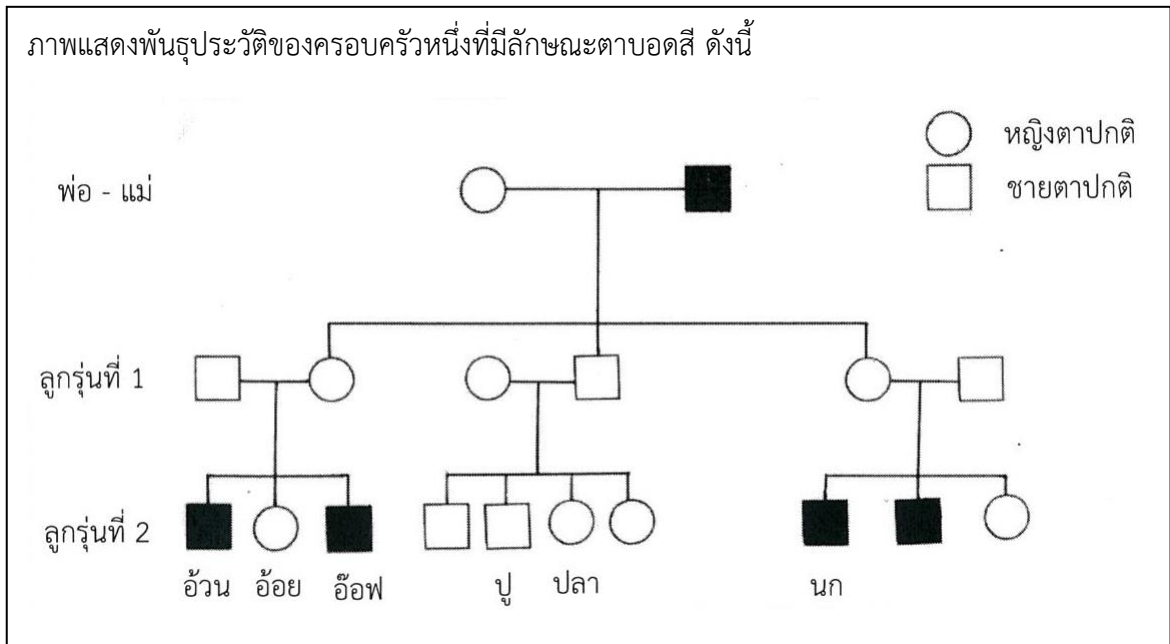 ภาพแสดงพันธุประวัติของครอบครัวหนึ่งที่มีลักษณะตาบอดสี ดังนี้
หญิงตาปกติ
พ่อ - แม่
ชายตาปกติ
ลูกรุ่นที่ 1
ลูกรุ่นที่ 2
อ้วน อ้อย อ๊อฟ ปู ปลา นก